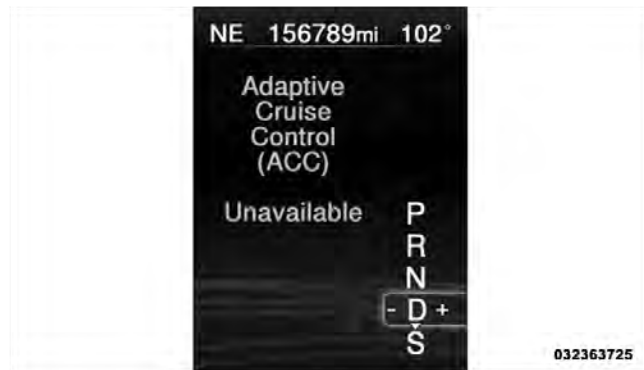 NE 156789mi 102°
Adaptive
Cruise
Control
(ACC)
Unavailable
P
R
N
- D +
S
032363725